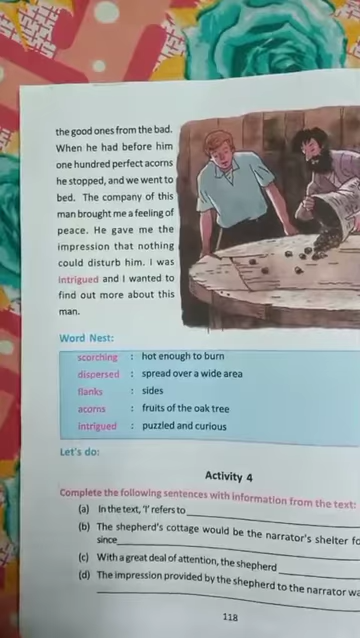 the good ones from the bad.
When he had before him
one hundred perfect acorns
he stopped, and we went to
bed. The company of this
man brought me a feeling of
peace. He gave me the
impression that nothing
could disturb him. I was
intrigued and I wanted to
find out more about this
man.
Word Nest:
scorching : hot enough to burn
dispersed : spread over a wide area
flanks : sides
acorns : fruits of the oak tree
intrigued : puzzled and curious
Let's do:
Activity 4
Complete the following sentences with information from the text:
(a) In the text, 'I' refers to
(b) The shepherd's cottage would be the narrator's shelter
since
(c) With a great deal of attention, the shepherd
(d) The impression provided by the shepherd to the narrator
118